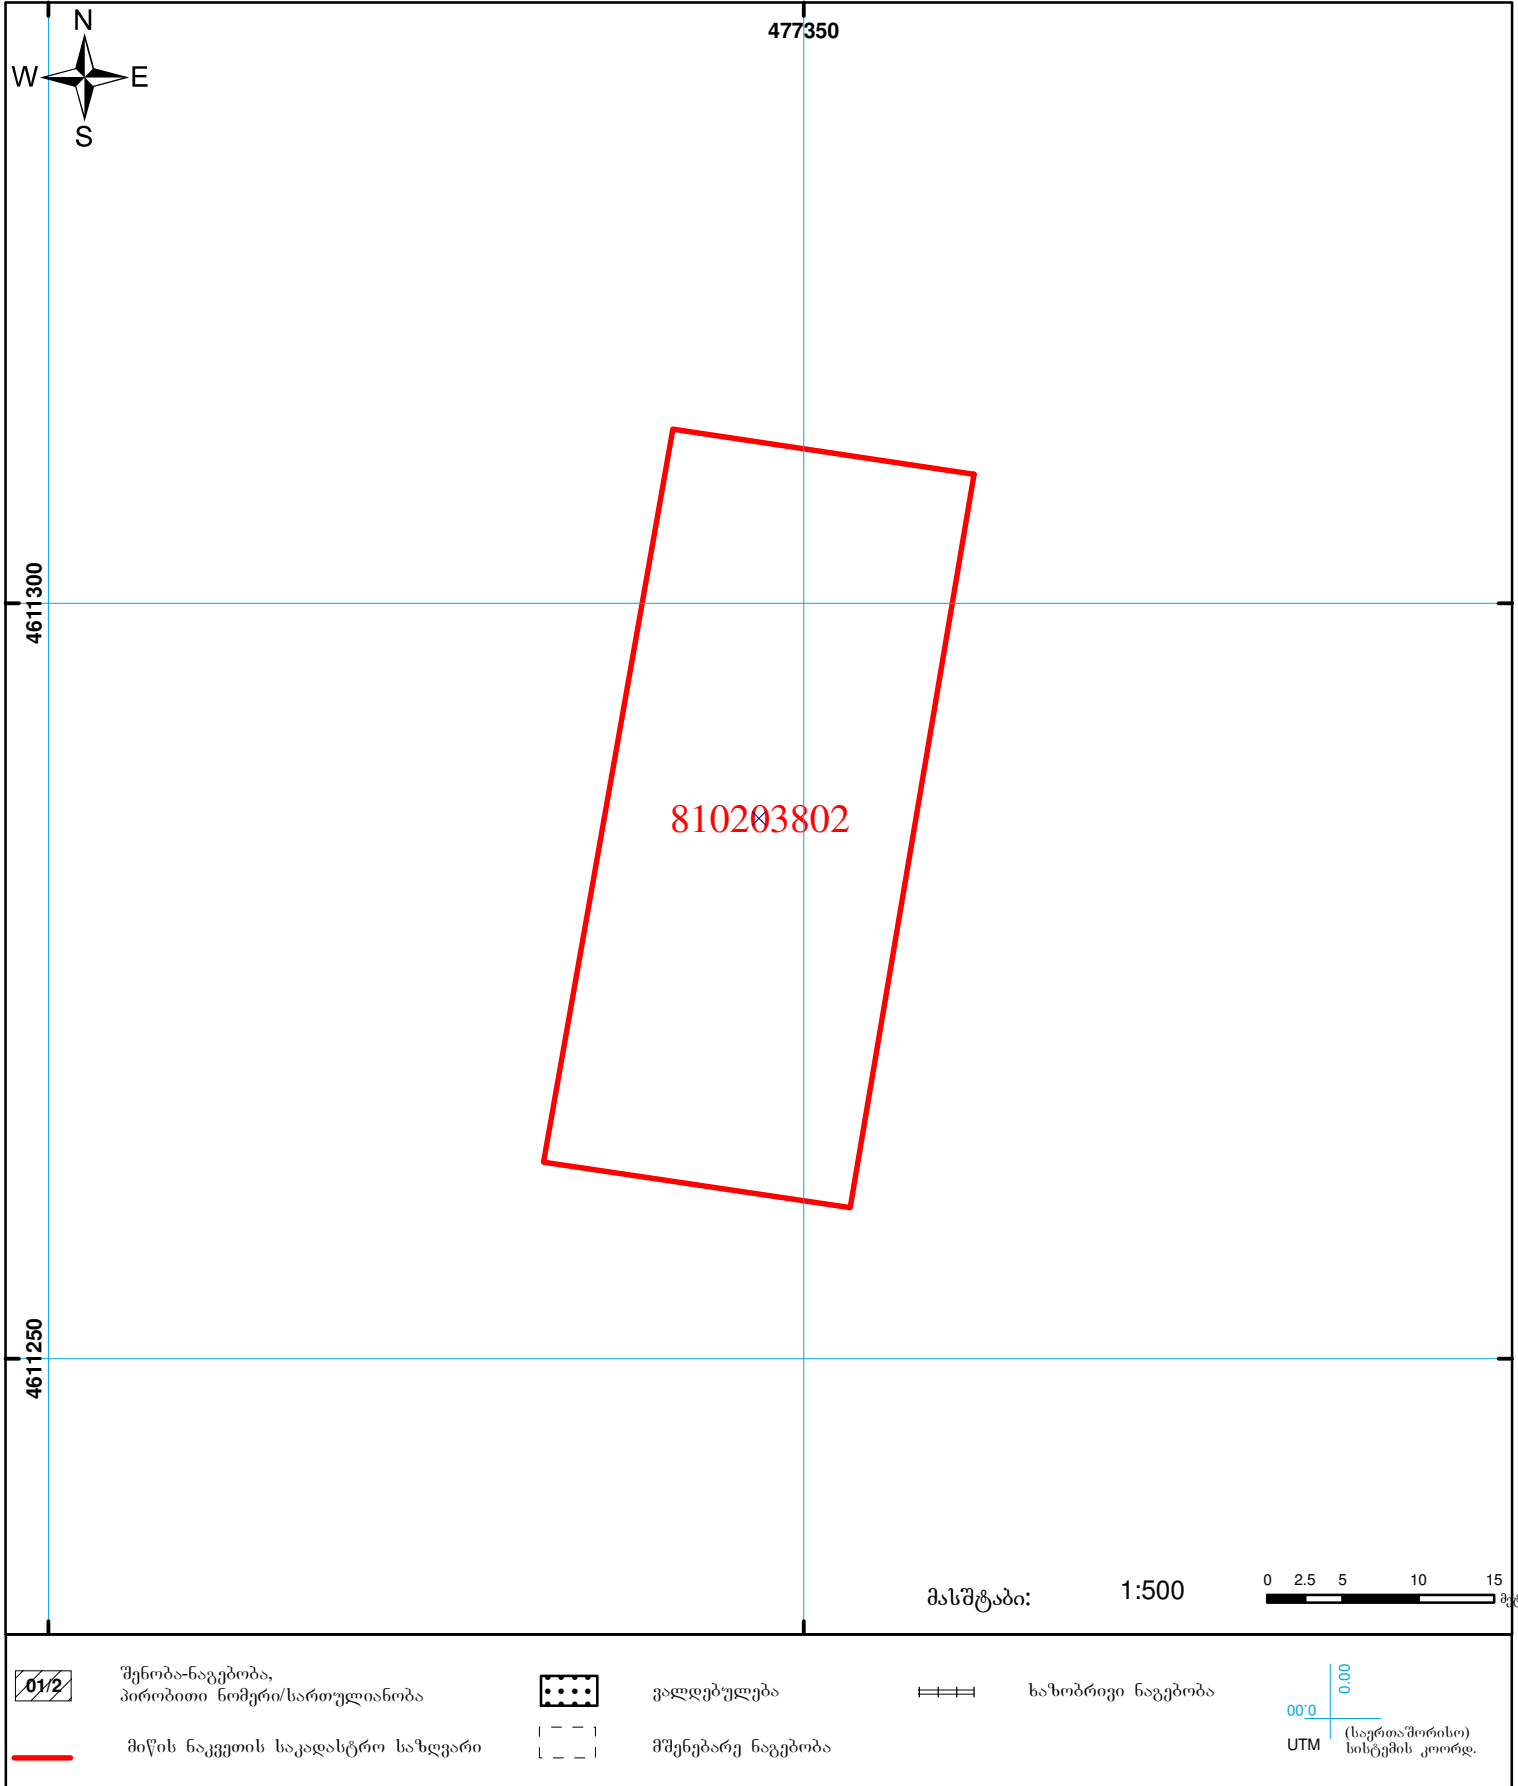 N
W E
S
477350
4611300
810203802
4611250
მასშტაბი: 1:500
0 2.5 5 10 15
01/2
შენობა-ნაგებობა,
პირობითი ნომერი/სართულიანობა
ვალდებულება
ხაზობრივი ნაგებობა
მიწის ნაკვეთის საკადასტრო საზღვარი
მშენებარე ნაგებობა
0.00
00.0
UTM
(საერთაშორისო)
სისტემის კოორდ.